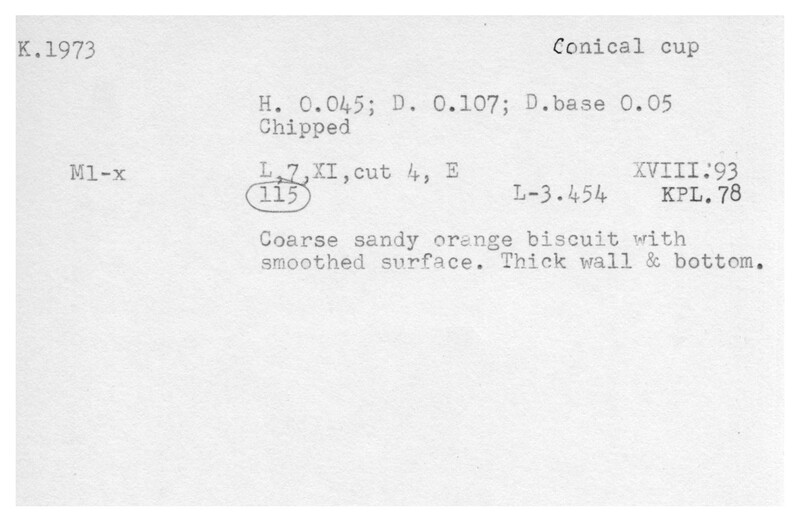 K.1973 Conical cup
H. 0.045; D. 0.107; D.base 0.05
Chipped
M1-x L,7,XI,cut 4, E XVIII:'93
115 L-3.454 KPL.78
Coarse sandy orange biscuit with
smoothed surface. Thick wall & bottom.